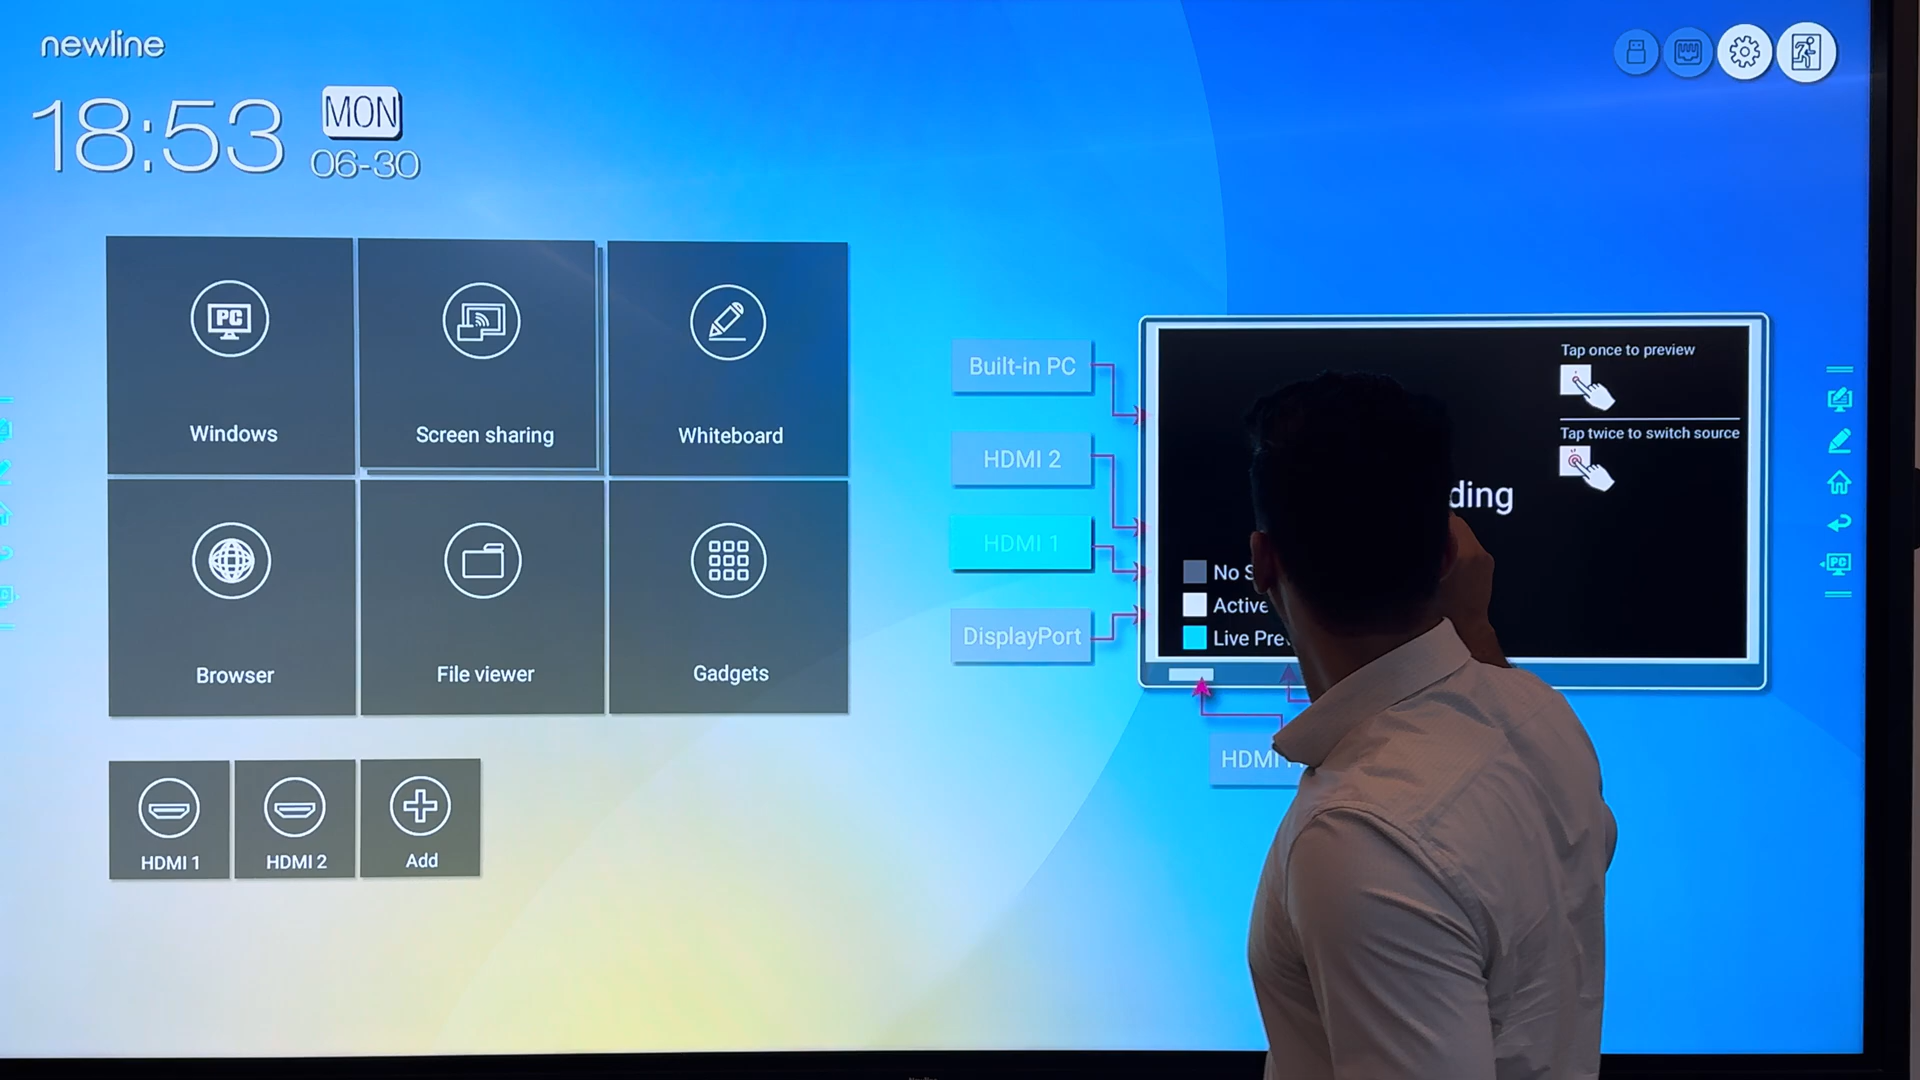 newline
18:53
MON
06-30
PC
Windows
Screen sharing
Whiteboard
Browser
File viewer
Gadgets
HDMI 1
HDMI 2
Add
Built-in PC
HDMI 2
HDMI 1
DisplayPort
Tap once to preview
Tap twice to switch source
ding
No S
Active
Live Pre
HDMI
PC